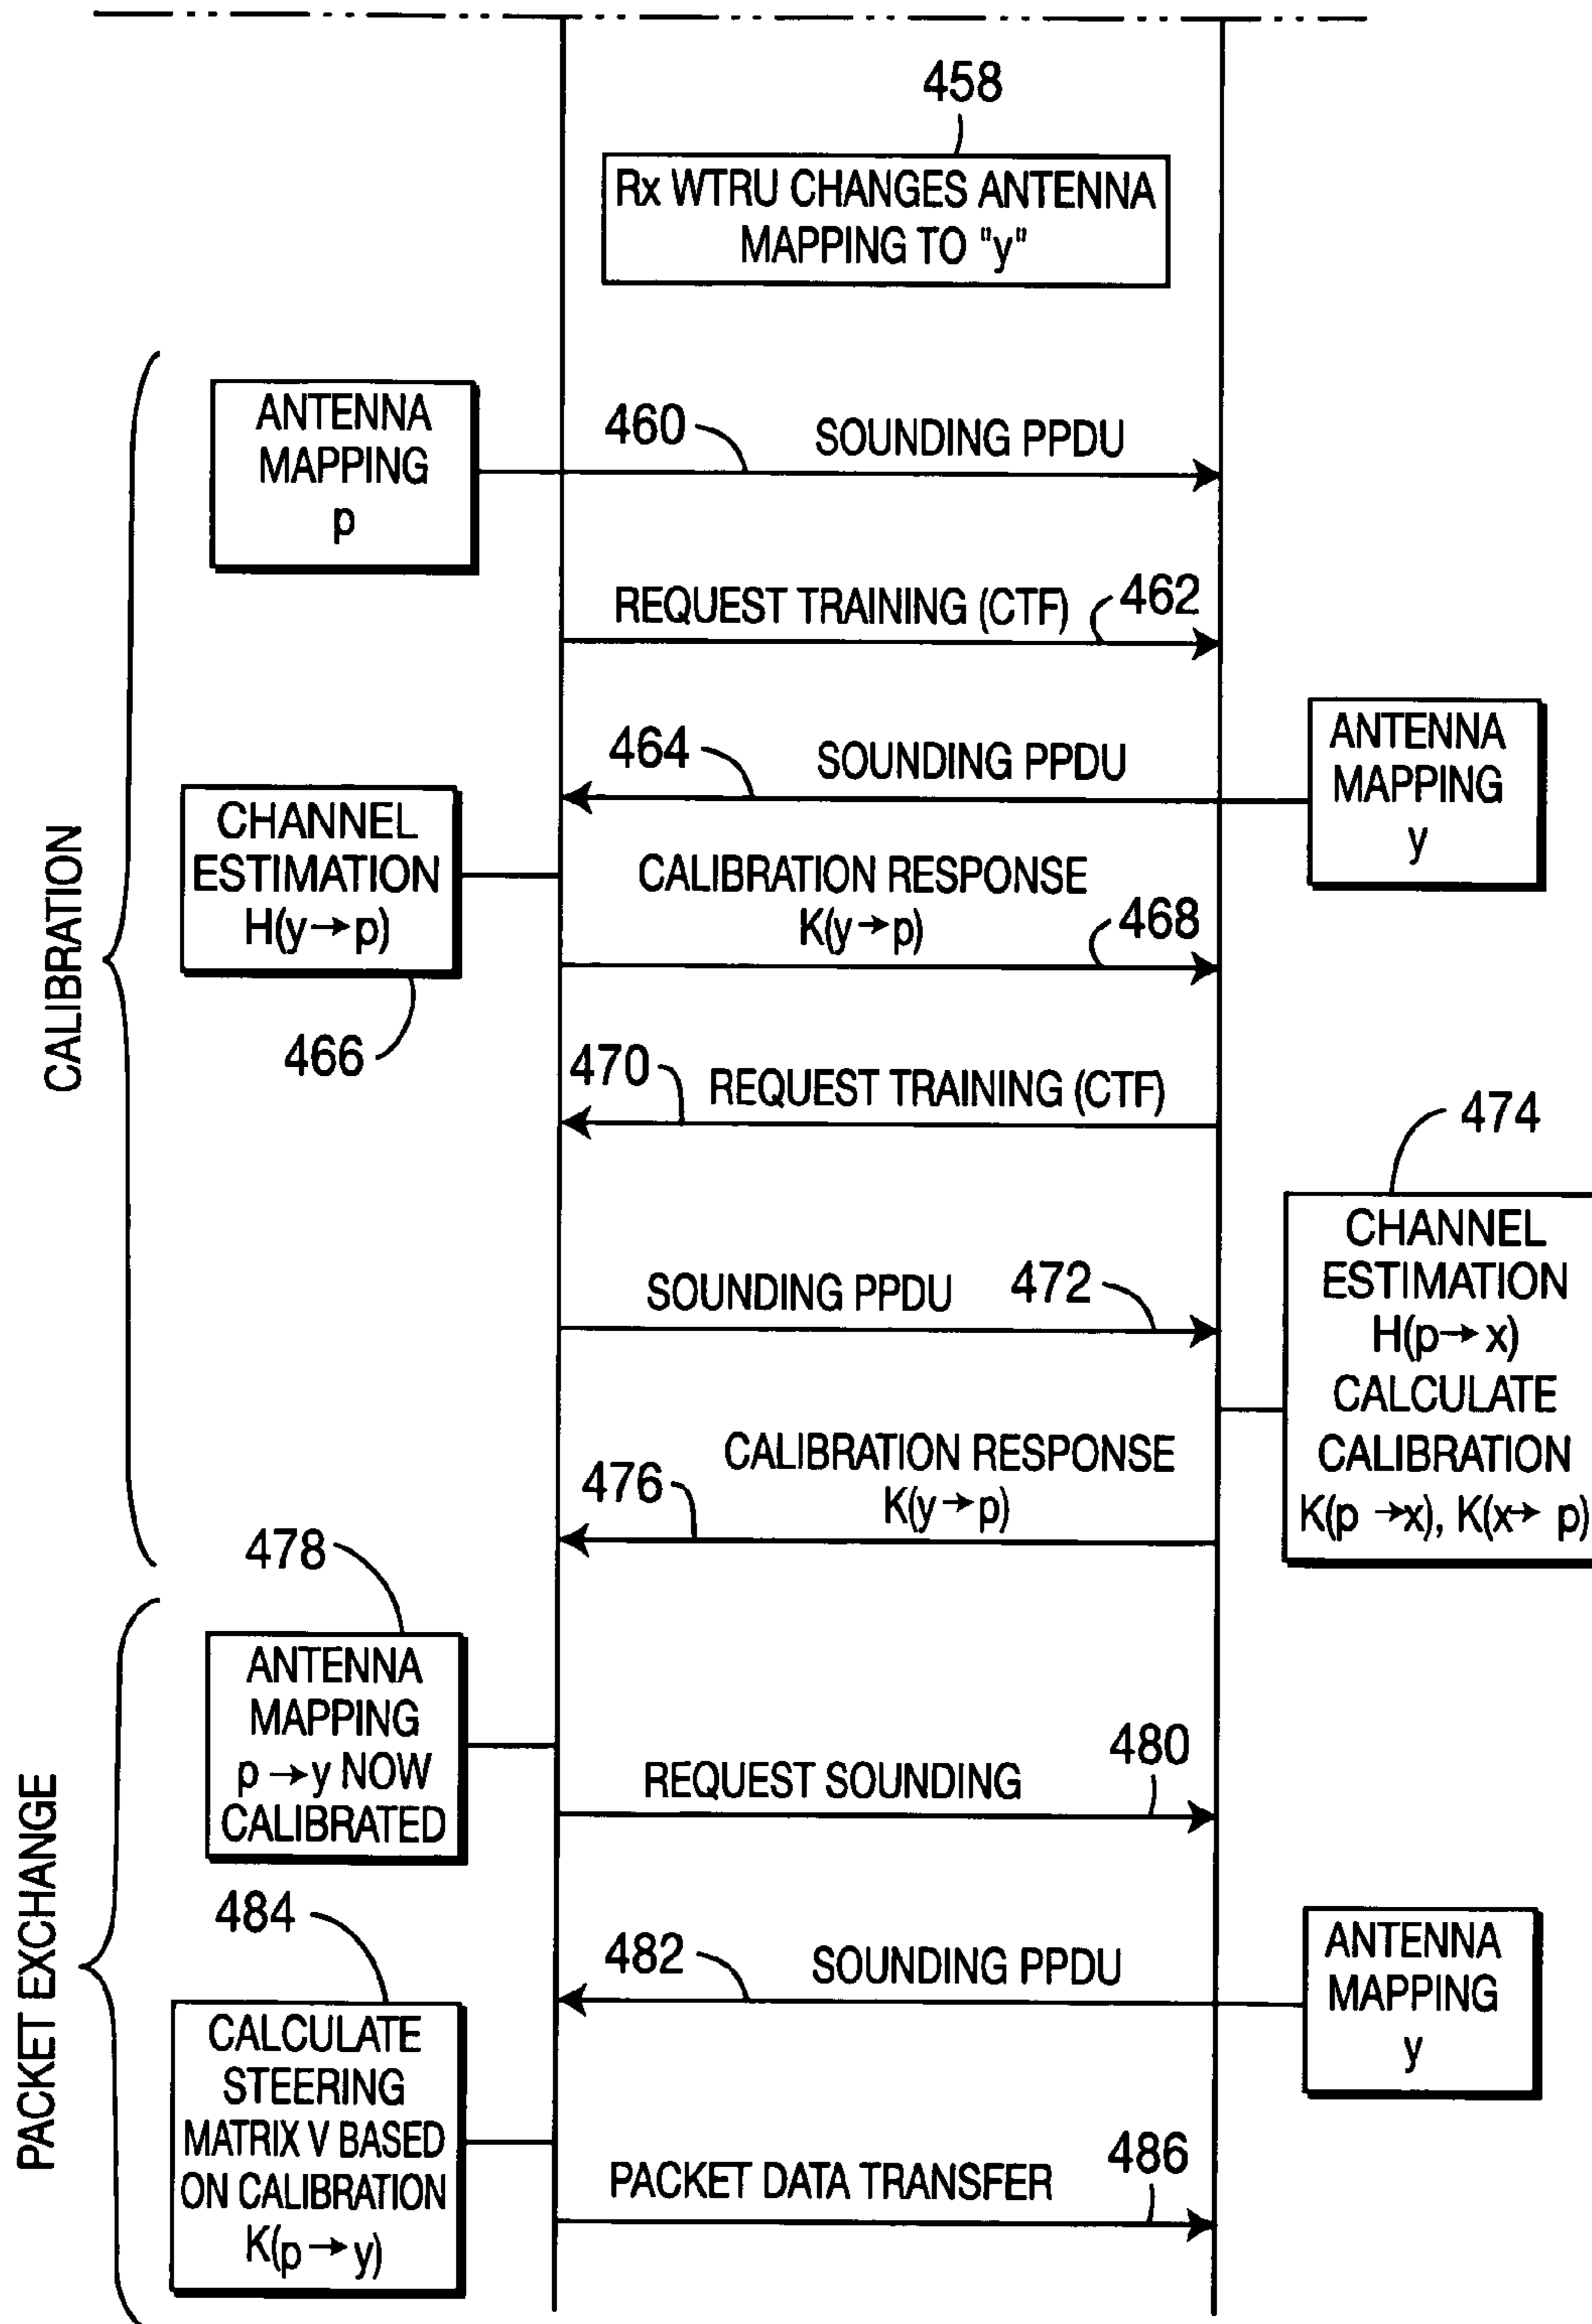 458
Rx WTRU CHANGES ANTENNA
MAPPING TO "y"
CALIBRATION
ANTENNA
MAPPING
p
460
SOUNDING PPDU
REQUEST TRAINING (CTF)
462
464
SOUNDING PPDU
ANTENNA
MAPPING
y
CHANNEL
ESTIMATION
H(y→p)
466
CALIBRATION RESPONSE
K(y→p)
468
470
REQUEST TRAINING (CTF)
474
CHANNEL
ESTIMATION
H(p→x)
CALCULATE
CALIBRATION
K(p→x), K(x→p)
SOUNDING PPDU
472
CALIBRATION RESPONSE
K(y→p)
476
PACKET EXCHANGE
478
ANTENNA
MAPPING
p→y NOW
CALIBRATED
480
REQUEST SOUNDING
482
SOUNDING PPDU
ANTENNA
MAPPING
y
484
CALCULATE
STEERING
MATRIX V BASED
ON CALIBRATION
K(p→y)
PACKET DATA TRANSFER
486